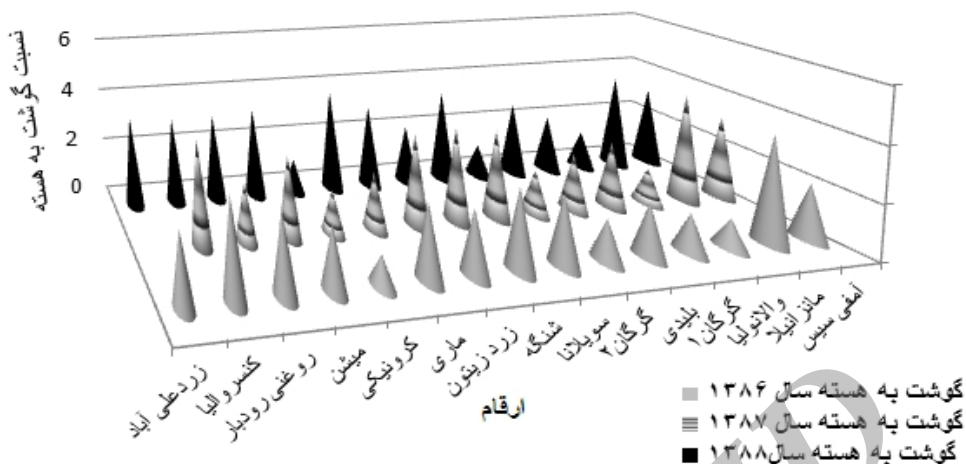 نسبت گوشت به هسته
6
4
2
0
زردعلی آباد
کنسروالیا
روغنی رودبار
میشن
کرونیکی
ماری
زرد زیتون
شنگه
سویلانا
گرگان۲
بلیدی
گرگان۱
والانولیا
مانزانیلا
آمفی سیس
ارقام
گوشت به هسته سال ۱۳۸۶
گوشت به هسته سال ۱۳۸۷
گوشت به هسته سال۱۳۸۸